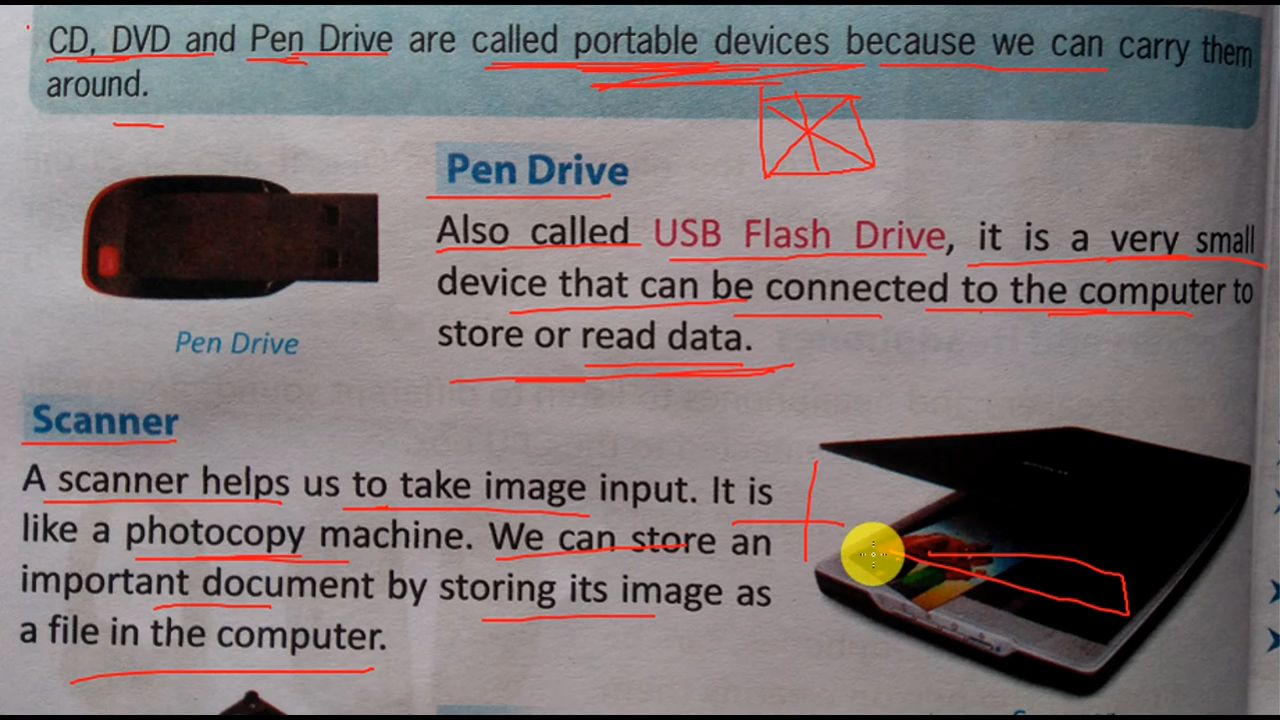 CD, DVD and Pen Drive are called portable devices because we can carry them
around.
Pen Drive
Also called USB Flash Drive, it is a very small
device that can be connected to the computer to
store or read data.
Pen Drive
Scanner
A scanner helps us to take image input. It is
like a photocopy machine. We can store an
important document by storing its image as
a file in the computer.